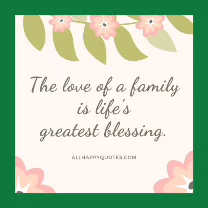 The love of a family
is life's
greatest blessing.
ALLHAPPYQUOTES.COM